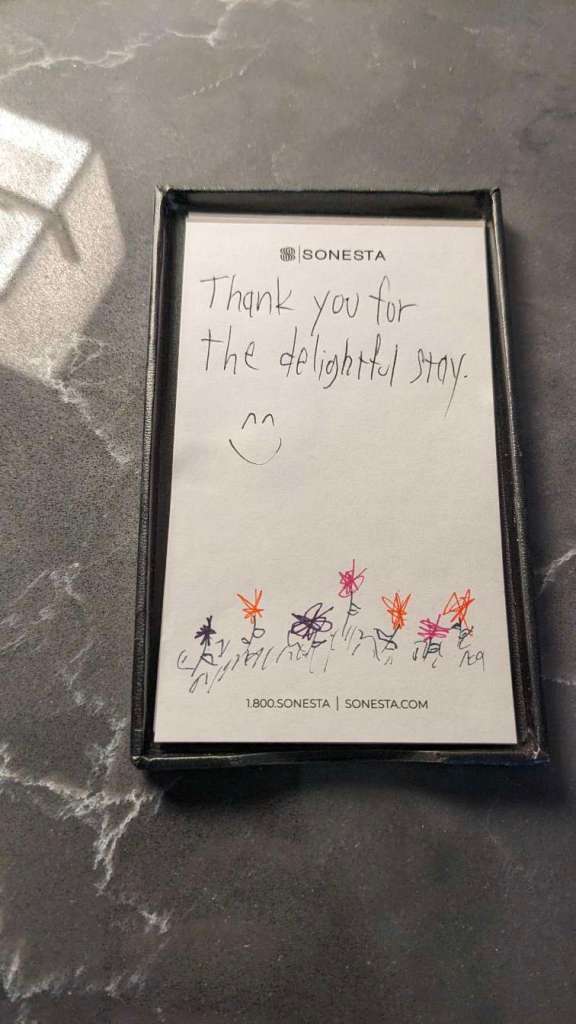 SONESTA
Thank you for
the delightful stay.
1.800.SONESTA | SONESTA.COM